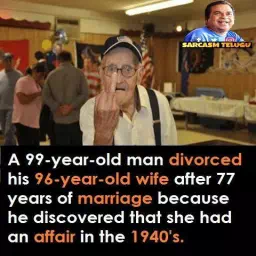 SARCASM TELUGU
A 99-year-old man divorced
his 96-year-old wife after 77
years of marriage because
he discovered that she had
an affair in the 1940's.